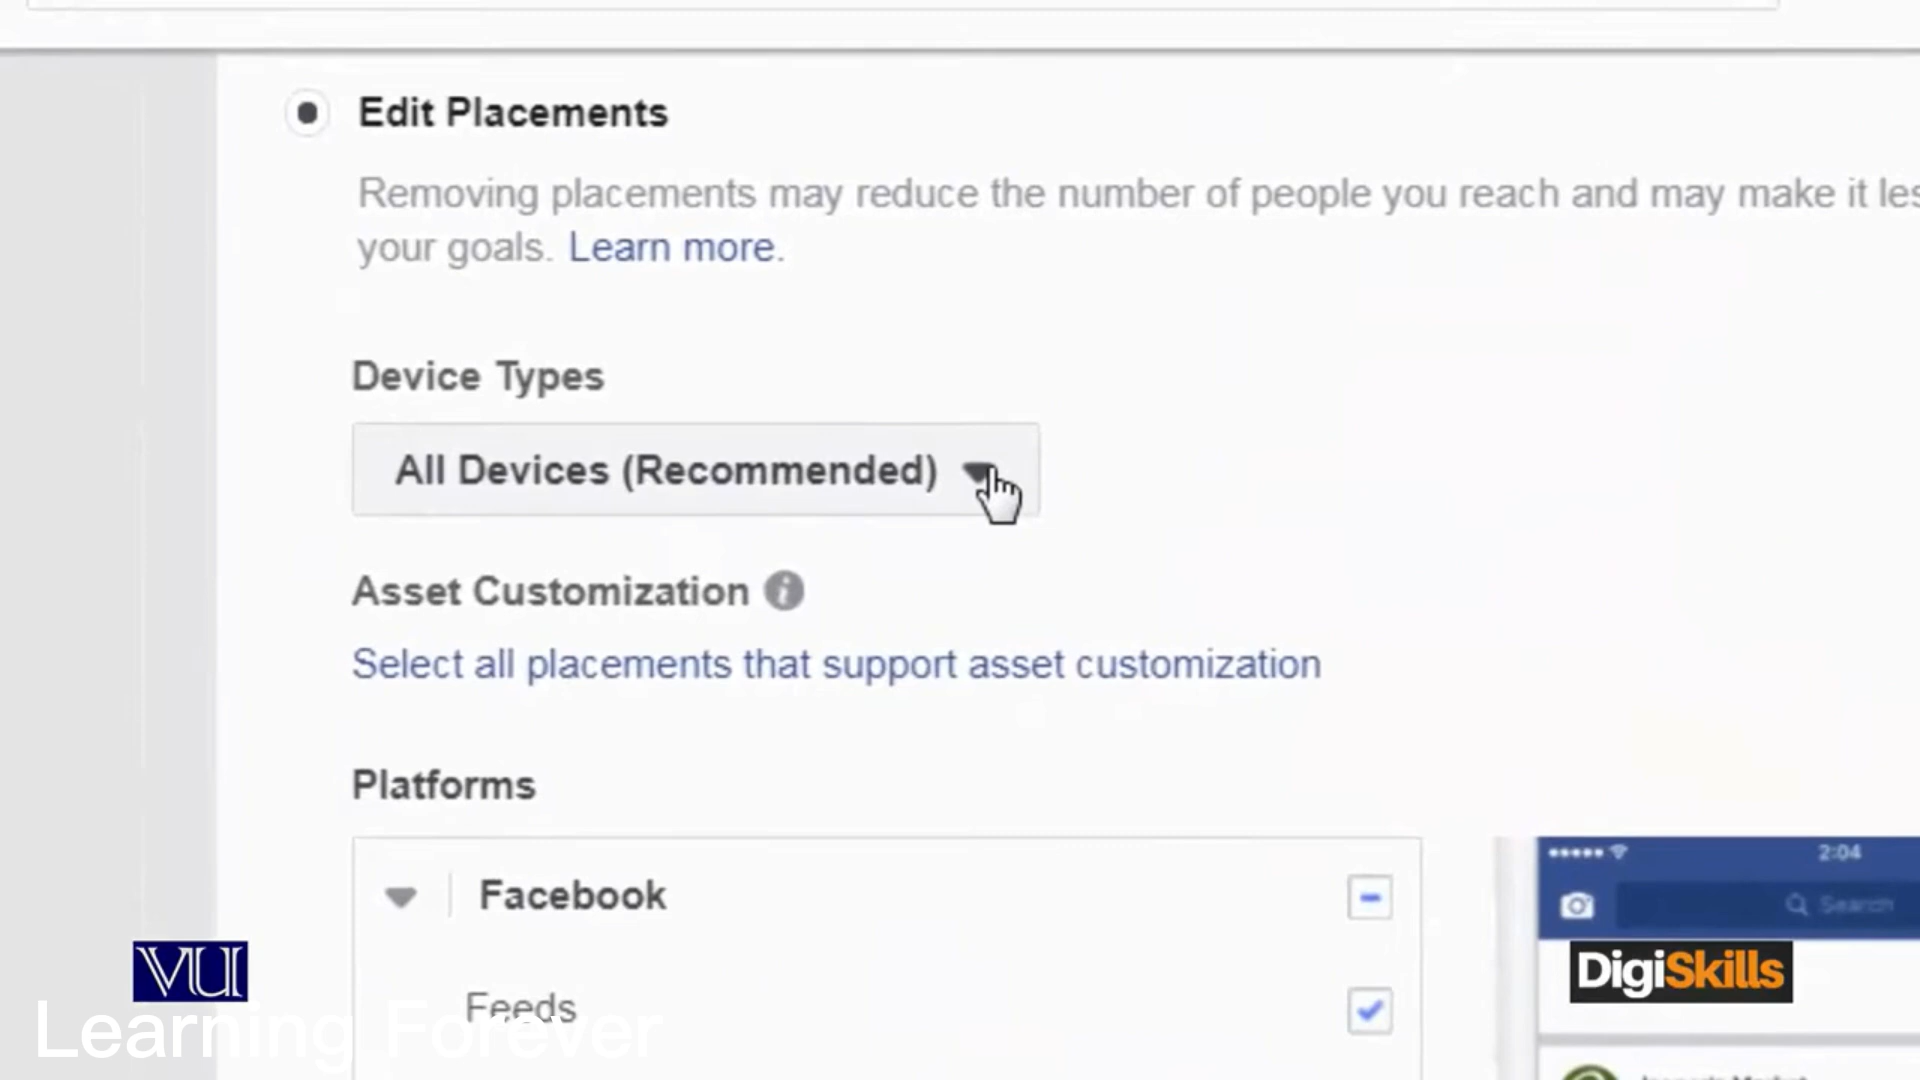 Edit Placements
Removing placements may reduce the number of people you reach and may make it les
your goals. Learn more.
Device Types
All Devices (Recommended)
Asset Customization
Select all placements that support asset customization
Platforms
Facebook
2:04
Search
VU
DigiSkills
Feeds
Learning Forever